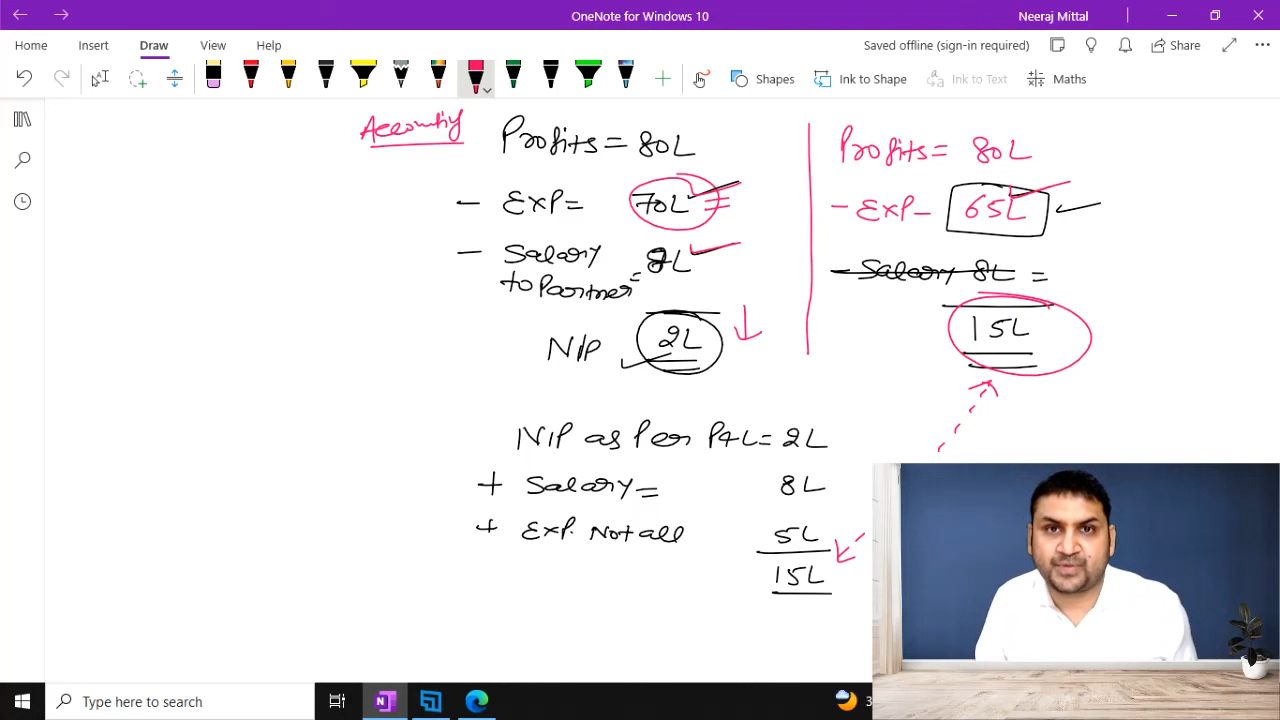 OneNote for Windows 10
Neeraj Mittal
Home Insert Draw View Help
Saved offline (sign-in required)
Share
Shapes
Ink to Shape
Ink to Text
Maths
Accounting
Profits = 80L
- Exp = 70L
- Salary to Partner = 8L
N/P 2L
Profits = 80L
- Exp - 65L
- Salary 8L =
15L
N/P as Per P&L = 2L
+ Salary = 8L
+ Exp. Not all 5L
15L
Type here to search
3